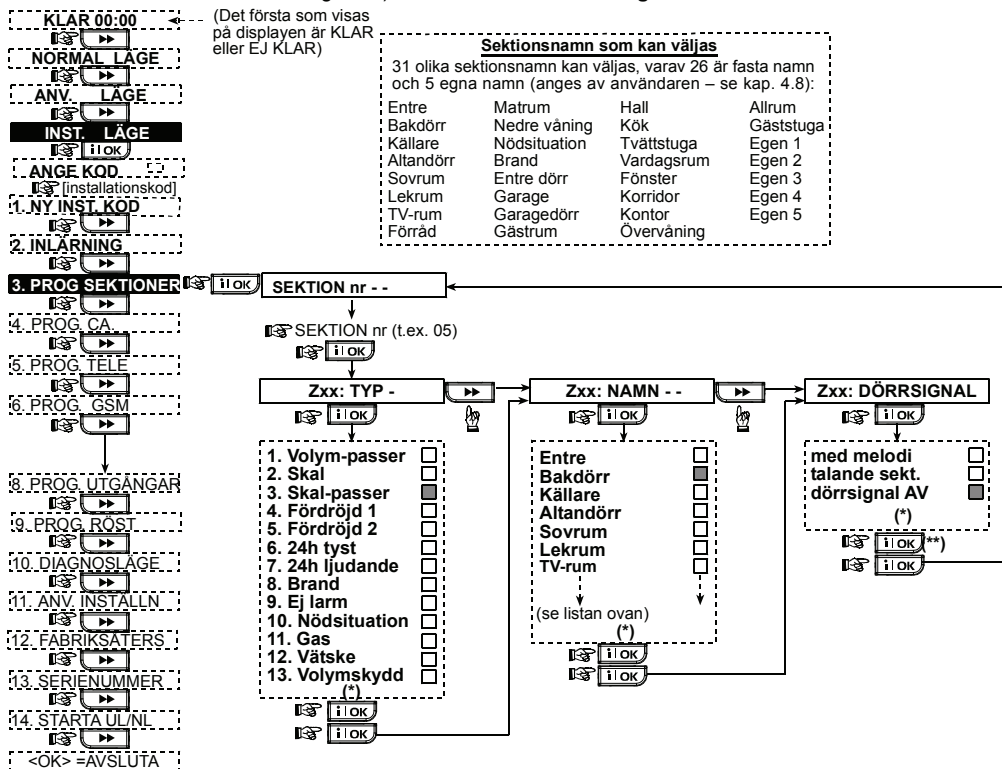 KLAR 00:00
(Det första som visas
på displayen är KLAR
eller EJ KLAR)
NORMAL LÄGE
ANV. LÄGE
INST. LÄGE
i OK
ANGE KOD
[installationskod]
1. NY INST. KOD
2. INLÄRNING
3. PROG SEKTIONER
4. PROG. CA.
5. PROG. TELE
6. PROG. GSM
8. PROG. UTGÅNGAR
9. PROG. RÖST
10. DIAGNOSLÄGE
11. ANV. INSTÄLLN
12. FABRIKSÅTERS
13. SERIENUMMER
14. STARTA UL/NL
<OK> =AVSLUTA
Sektionsnamn som kan väljas
31 olika sektionsnamn kan väljas, varav 26 är fasta namn
och 5 egna namn (anges av användaren – se kap. 4.8):
Entre Matrum Hall Allrum
Bakdörr Nedre våning Kök Gäststuga
Källare Nödsituation Tvättstuga Egen 1
Altandörr Brand Vardagsrum Egen 2
Sovrum Entre dörr Fönster Egen 3
Lekrum Garage Korridor Egen 4
TV-rum Garagedörr Kontor Egen 5
Förråd Gästrum Övervåning
i OK
SEKTION nr - -
SEKTION nr (t.ex. 05)
i OK
Zxx: TYP -
i OK
1. Volym-passer
2. Skal
3. Skal-passer
4. Fördröjd 1
5. Fördröjd 2
6. 24h tyst
7. 24h ljudande
8. Brand
9. Ej larm
10. Nödsituation
11. Gas
12. Vätske
13. Volymskydd
(*)
i OK
i OK
Zxx: NAMN - -
i OK
Entre
Bakdörr
Källare
Altandörr
Sovrum
Lekrum
TV-rum
(se listan ovan)
(*)
i OK
i OK
Zxx: DÖRRSIGNAL
i OK
med melodi
talande sekt.
dörrsignal AV
(*)
i OK (**)
i OK